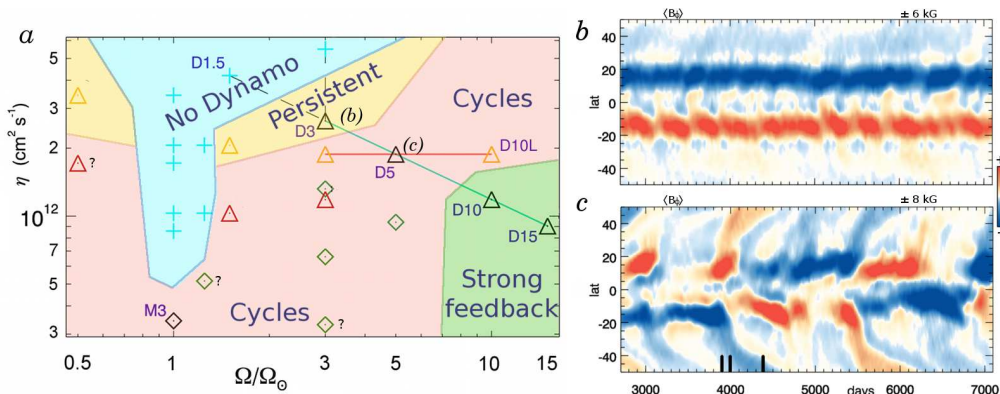 a
η (cm² s⁻¹)
5
4
3
2
10¹²
7
5
4
3
0.5
1
3
5
10
15
Ω/Ω⊙
No Dynamo
Persistent
Cycles
Cycles
Strong
feedback
D1.5
D3
(b)
(c)
D5
D10L
D10
D15
M3
?
?
?
b
⟨Bφ⟩
± 6 kG
lat
40
20
0
-20
-40
c
⟨Bφ⟩
± 8 kG
lat
40
20
0
-20
-40
3000
4000
5000
days
6000
7000
+
-